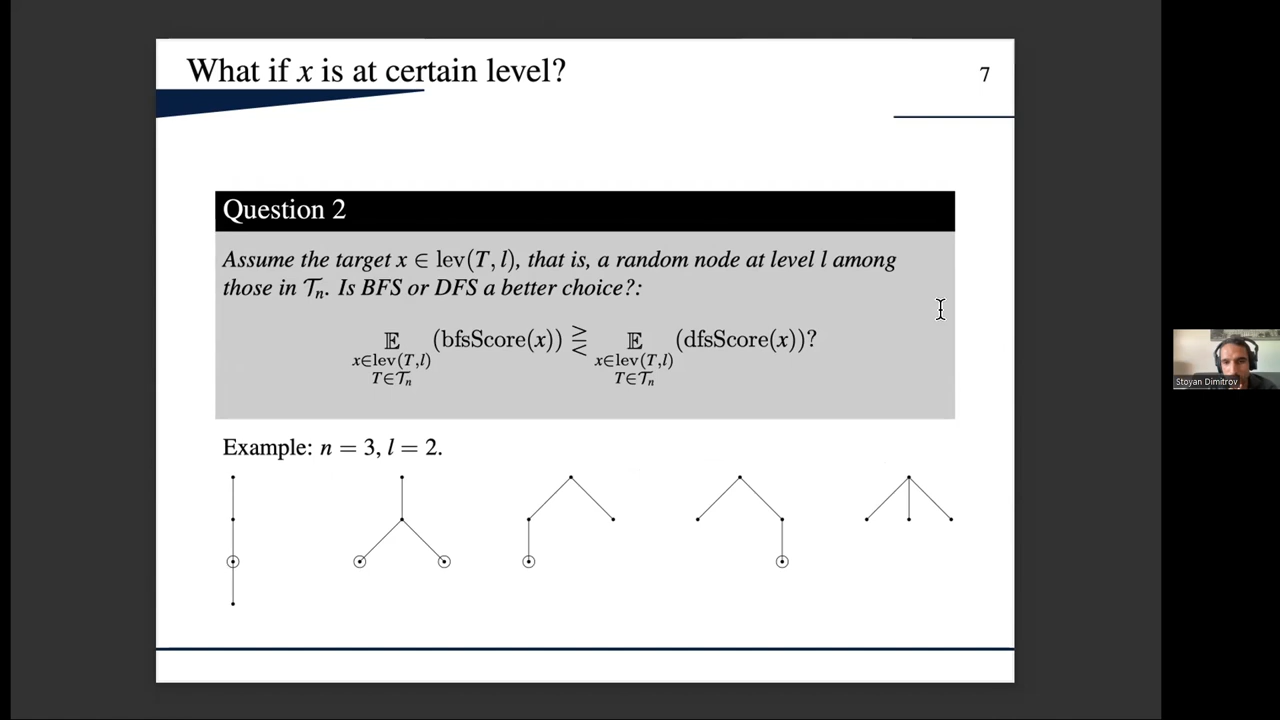 What if x is at certain level?
7
Question 2
Assume the target x ∈ lev(T, l), that is, a random node at level l among
those in 𝒯ₙ. Is BFS or DFS a better choice?:
𝔼 (bfsScore(x)) ⋛ 𝔼 (dfsScore(x))?
x∈lev(T,l) x∈lev(T,l)
T∈𝒯ₙ T∈𝒯ₙ
Example: n = 3, l = 2.
Stoyan Dimitrov